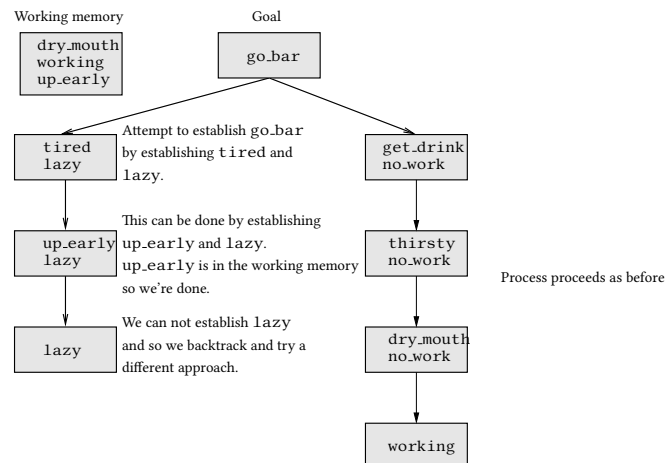 Working memory
Goal
dry_mouth
working
up_early
go_bar
tired
lazy
Attempt to establish go_bar
by establishing tired and
lazy.
get_drink
no_work
up_early
lazy
This can be done by establishing
up_early and lazy.
up_early is in the working memory
so we're done.
thirsty
no_work
Process proceeds as before
lazy
We can not establish lazy
and so we backtrack and try a
different approach.
dry_mouth
no_work
working